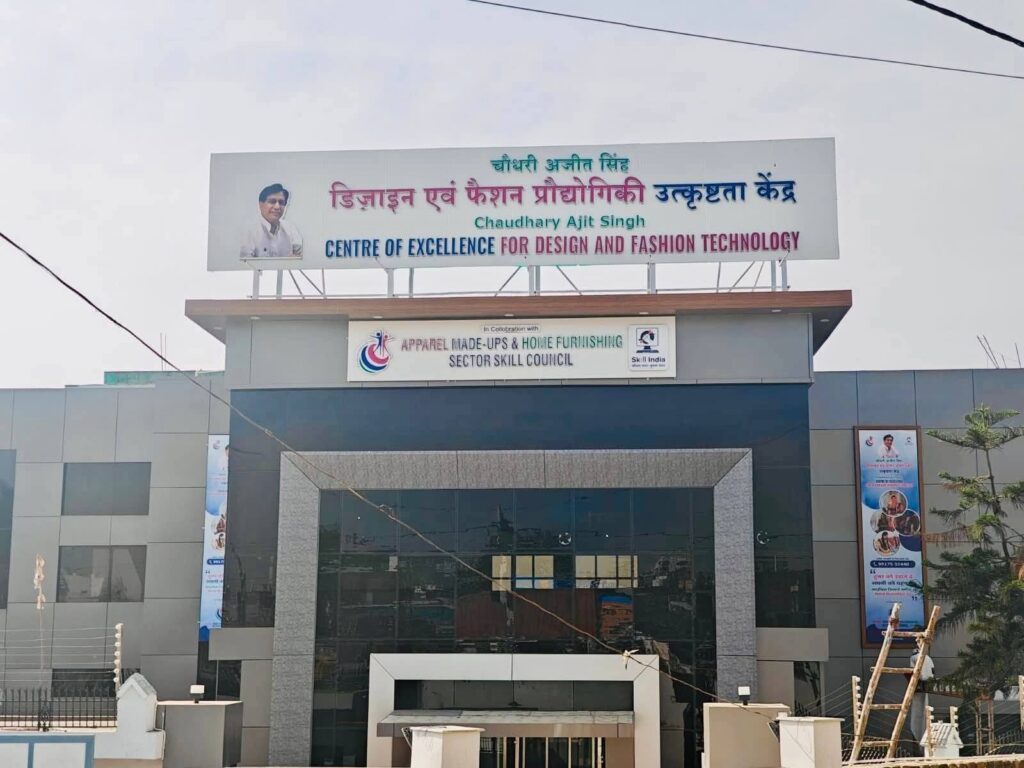 चौधरी अजीत सिंह
डिज़ाइन एवं फैशन प्रौद्योगिकी उत्कृष्टता केंद्र
Chaudhary Ajit Singh
CENTRE OF EXCELLENCE FOR DESIGN AND FASHION TECHNOLOGY
In Collobration with
APPAREL MADE-UPS & HOME FURNISHING
SECTOR SKILL COUNCIL
Skill India